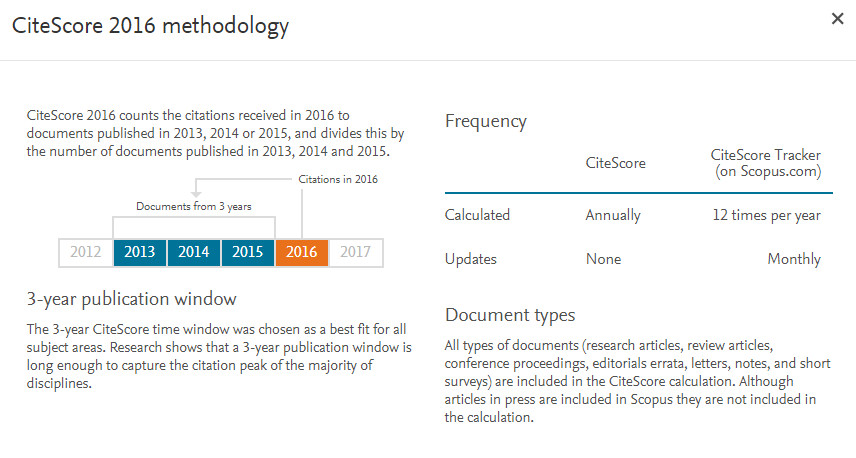 CiteScore 2016 methodology
CiteScore 2016 counts the citations received in 2016 to
documents published in 2013, 2014 or 2015, and divides this by
the number of documents published in 2013, 2014 and 2015.
Citations in 2016
Documents from 3 years
2012 2013 2014 2015 2016 2017
3-year publication window
The 3-year CiteScore time window was chosen as a best fit for all
subject areas. Research shows that a 3-year publication window is
long enough to capture the citation peak of the majority of
disciplines.
Frequency
CiteScore CiteScore Tracker
(on Scopus.com)
Calculated Annually 12 times per year
Updates None Monthly
Document types
All types of documents (research articles, review articles,
conference proceedings, editorials errata, letters, notes, and short
surveys) are included in the CiteScore calculation. Although
articles in press are included in Scopus they are not included in
the calculation.